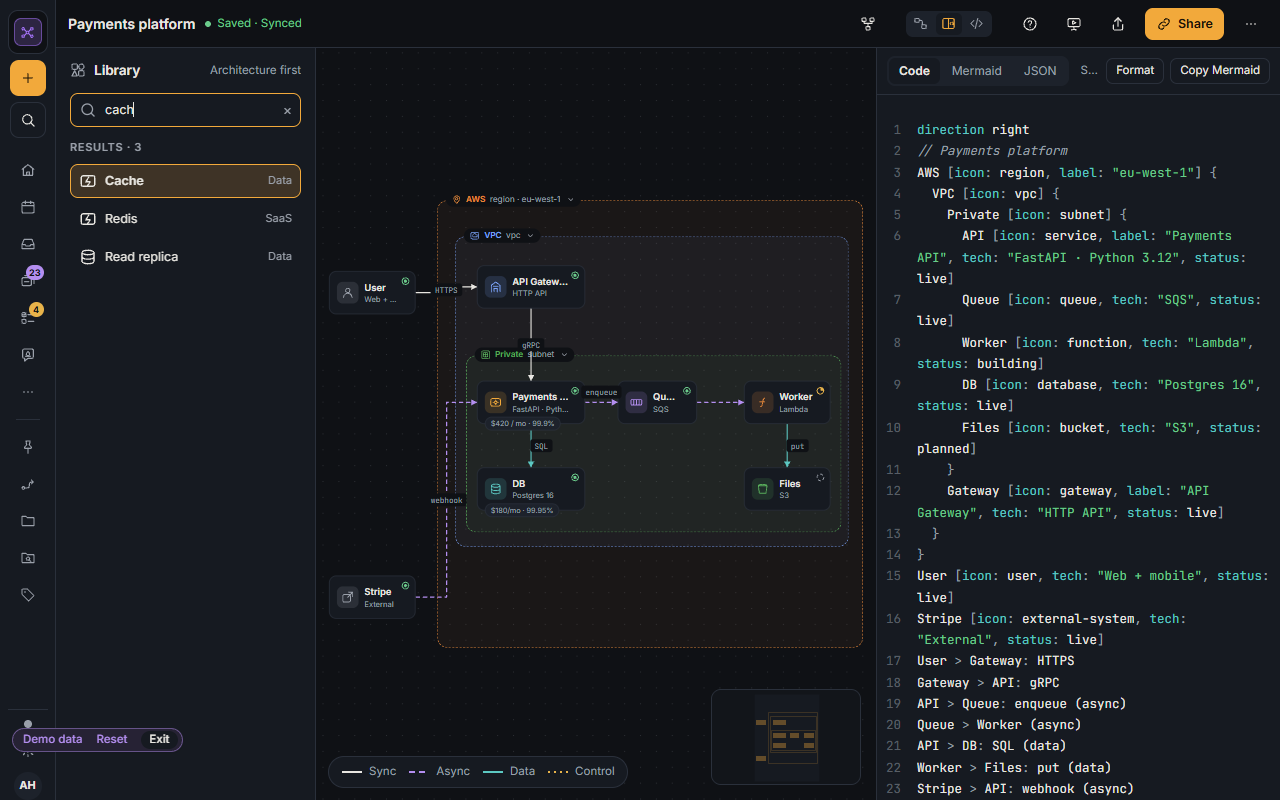 Payments platform
Saved · Synced
Share
Library
Architecture first
cach
RESULTS · 3
Cache
Data
Redis
SaaS
Read replica
Data
23
4
Demo data
Reset
Exit
AH
AWS region · eu-west-1
VPC vpc
User
Web + ...
HTTPS
API Gatew...
HTTP API
gRPC
Private subnet
Payments ...
FastAPI · Pyth...
$420 / mo · 99.9%
enqueue
Qu...
SQS
Worker
Lambda
SQL
put
DB
Postgres 16
$180/mo · 99.95%
Files
S3
webhook
Stripe
External
Sync
Async
Data
Control
Code
Mermaid
JSON
S...
Format
Copy Mermaid
1 direction right
2 // Payments platform
3 AWS [icon: region, label: "eu-west-1"] {
4 VPC [icon: vpc] {
5 Private [icon: subnet] {
6 API [icon: service, label: "Payments
API", tech: "FastAPI · Python 3.12", status:
live]
7 Queue [icon: queue, tech: "SQS", status:
live]
8 Worker [icon: function, tech: "Lambda",
status: building]
9 DB [icon: database, tech: "Postgres 16",
status: live]
10 Files [icon: bucket, tech: "S3", status:
planned]
11 }
12 Gateway [icon: gateway, label: "API
Gateway", tech: "HTTP API", status: live]
13 }
14 }
15 User [icon: user, tech: "Web + mobile", status:
live]
16 Stripe [icon: external-system, tech:
"External", status: live]
17 User > Gateway: HTTPS
18 Gateway > API: gRPC
19 API > Queue: enqueue (async)
20 Queue > Worker (async)
21 API > DB: SQL (data)
22 Worker > Files: put (data)
23 Stripe > API: webhook (async)